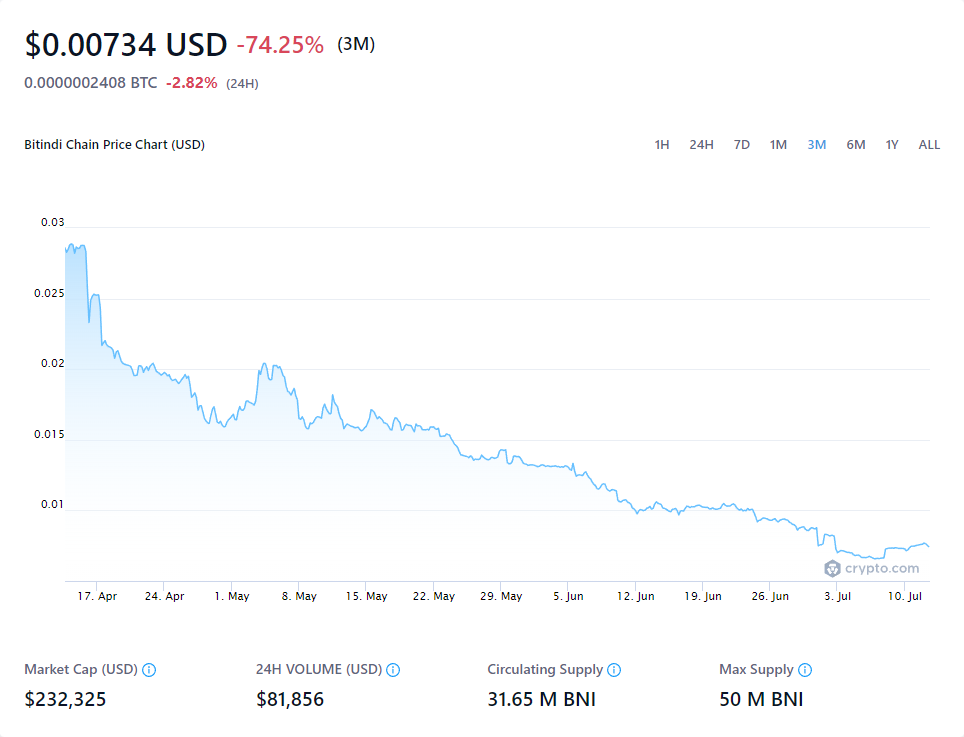 $0.00734 USD -74.25% (3M)
0.0000002408 BTC -2.82% (24H)
Bitindi Chain Price Chart (USD)
1H 24H 7D 1M 3M 6M 1Y ALL
0.03
0.025
0.02
0.015
0.01
crypto.com
17. Apr 24. Apr 1. May 8. May 15. May 22. May 29. May 5. Jun 12. Jun 19. Jun 26. Jun 3. Jul 10. Jul
Market Cap (USD) 24H VOLUME (USD) Circulating Supply Max Supply
$232,325 $81,856 31.65 M BNI 50 M BNI